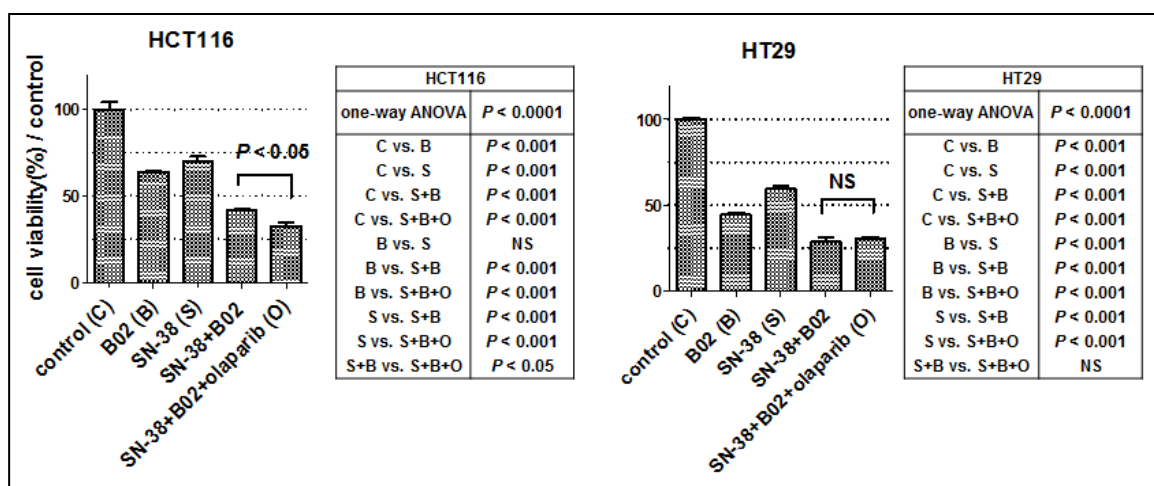 HCT116
cell viability(%) / control
100
50
0
P < 0.05
control (C)
B02 (B)
SN-38 (S)
SN-38+B02
SN-38+B02+olaparib (O)
HCT116
one-way ANOVA P < 0.0001
C vs. B P < 0.001
C vs. S P < 0.001
C vs. S+B P < 0.001
C vs. S+B+O P < 0.001
B vs. S NS
B vs. S+B P < 0.001
B vs. S+B+O P < 0.001
S vs. S+B P < 0.001
S vs. S+B+O P < 0.001
S+B vs. S+B+O P < 0.05
HT29
100
50
0
NS
control (C)
B02 (B)
SN-38 (S)
SN-38+B02
SN-38+B02+olaparib (O)
HT29
one-way ANOVA P < 0.0001
C vs. B P < 0.001
C vs. S P < 0.001
C vs. S+B P < 0.001
C vs. S+B+O P < 0.001
B vs. S P < 0.001
B vs. S+B P < 0.001
B vs. S+B+O P < 0.001
S vs. S+B P < 0.001
S vs. S+B+O P < 0.001
S+B vs. S+B+O NS